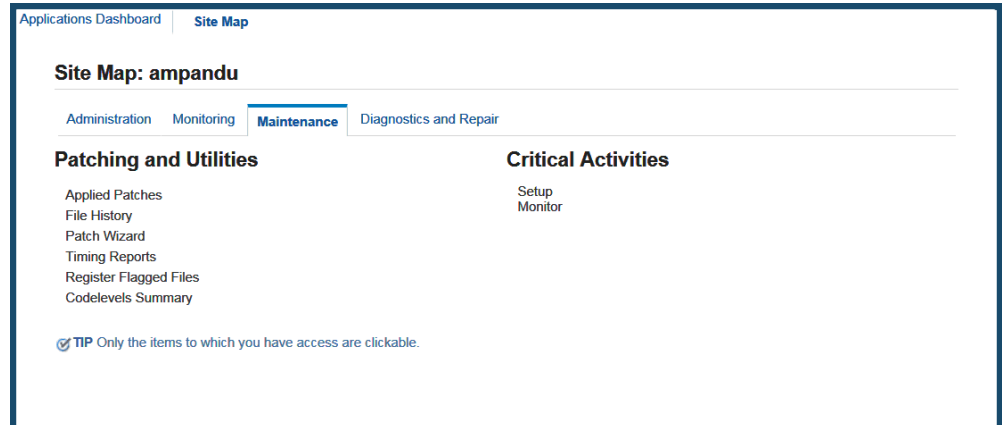 Applications Dashboard Site Map
Site Map: ampandu
Administration Monitoring Maintenance Diagnostics and Repair
Patching and Utilities
Applied Patches
File History
Patch Wizard
Timing Reports
Register Flagged Files
Codelevels Summary
Critical Activities
Setup
Monitor
TIP Only the items to which you have access are clickable.